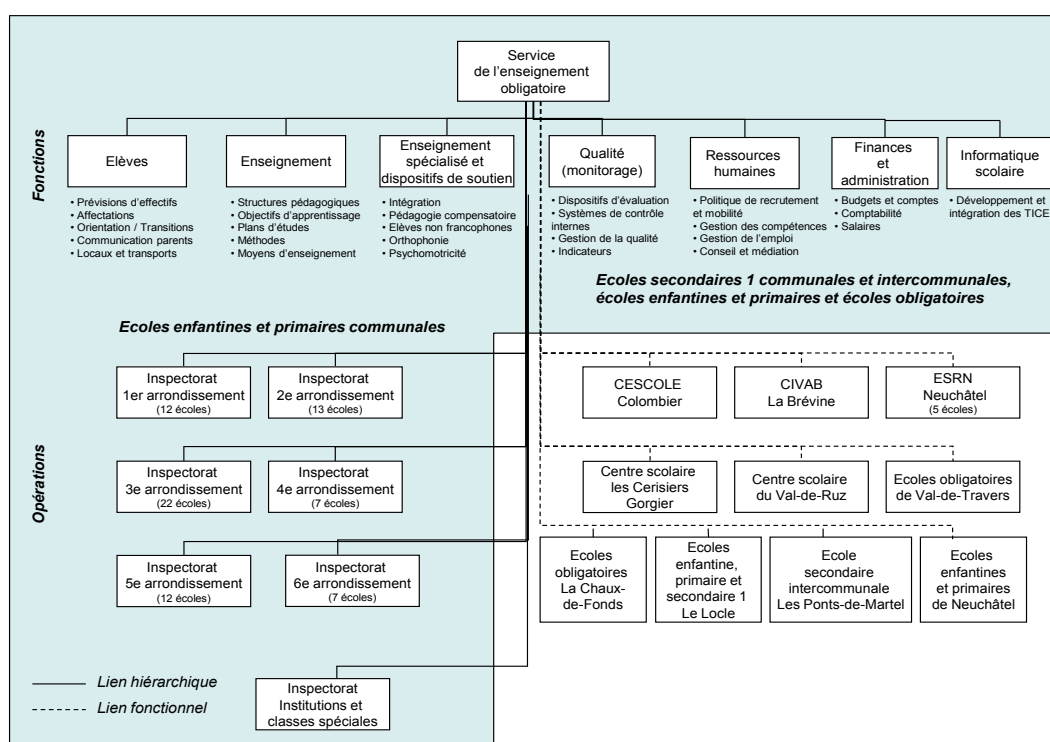 Service
de l'enseignement
obligatoire
Fonctions
Elèves
• Prévisions d'effectifs
• Affectations
• Orientation / Transitions
• Communication parents
• Locaux et transports
Enseignement
• Structures pédagogiques
• Objectifs d'apprentissage
• Plans d'études
• Méthodes
• Moyens d'enseignement
Enseignement
spécialisé et
dispositifs de soutien
• Intégration
• Pédagogie compensatoire
• Elèves non francophones
• Orthophonie
• Psychomotricité
Qualité
(monitorage)
• Dispositifs d'évaluation
• Systèmes de contrôle
internes
• Gestion de la qualité
• Indicateurs
Ressources
humaines
• Politique de recrutement
et mobilité
• Gestion des compétences
• Gestion de l'emploi
• Conseil et médiation
Finances
et
administration
• Budgets et comptes
• Comptabilité
• Salaires
Informatique
scolaire
• Développement et
intégration des TICE
Ecoles secondaires 1 communales et intercommunales,
écoles enfantines et primaires et écoles obligatoires
Ecoles enfantines et primaires communales
Opérations
Inspectorat
1er arrondissement
(12 écoles)
Inspectorat
2e arrondissement
(13 écoles)
Inspectorat
3e arrondissement
(22 écoles)
Inspectorat
4e arrondissement
(7 écoles)
Inspectorat
5e arrondissement
(12 écoles)
Inspectorat
6e arrondissement
(7 écoles)
Inspectorat
Institutions et
classes spéciales
CESCOLE
Colombier
CIVAB
La Brévine
ESRN
Neuchâtel
(5 écoles)
Centre scolaire
les Cerisiers
Gorgier
Centre scolaire
du Val-de-Ruz
Ecoles obligatoires
de Val-de-Travers
Ecoles
obligatoires
La Chaux-
de-Fonds
Ecoles
enfantine,
primaire et
secondaire 1
Le Locle
Ecole
secondaire
intercommunale
Les Ponts-de-Martel
Ecoles
enfantines
et primaires
de Neuchâtel
Lien hiérarchique
Lien fonctionnel